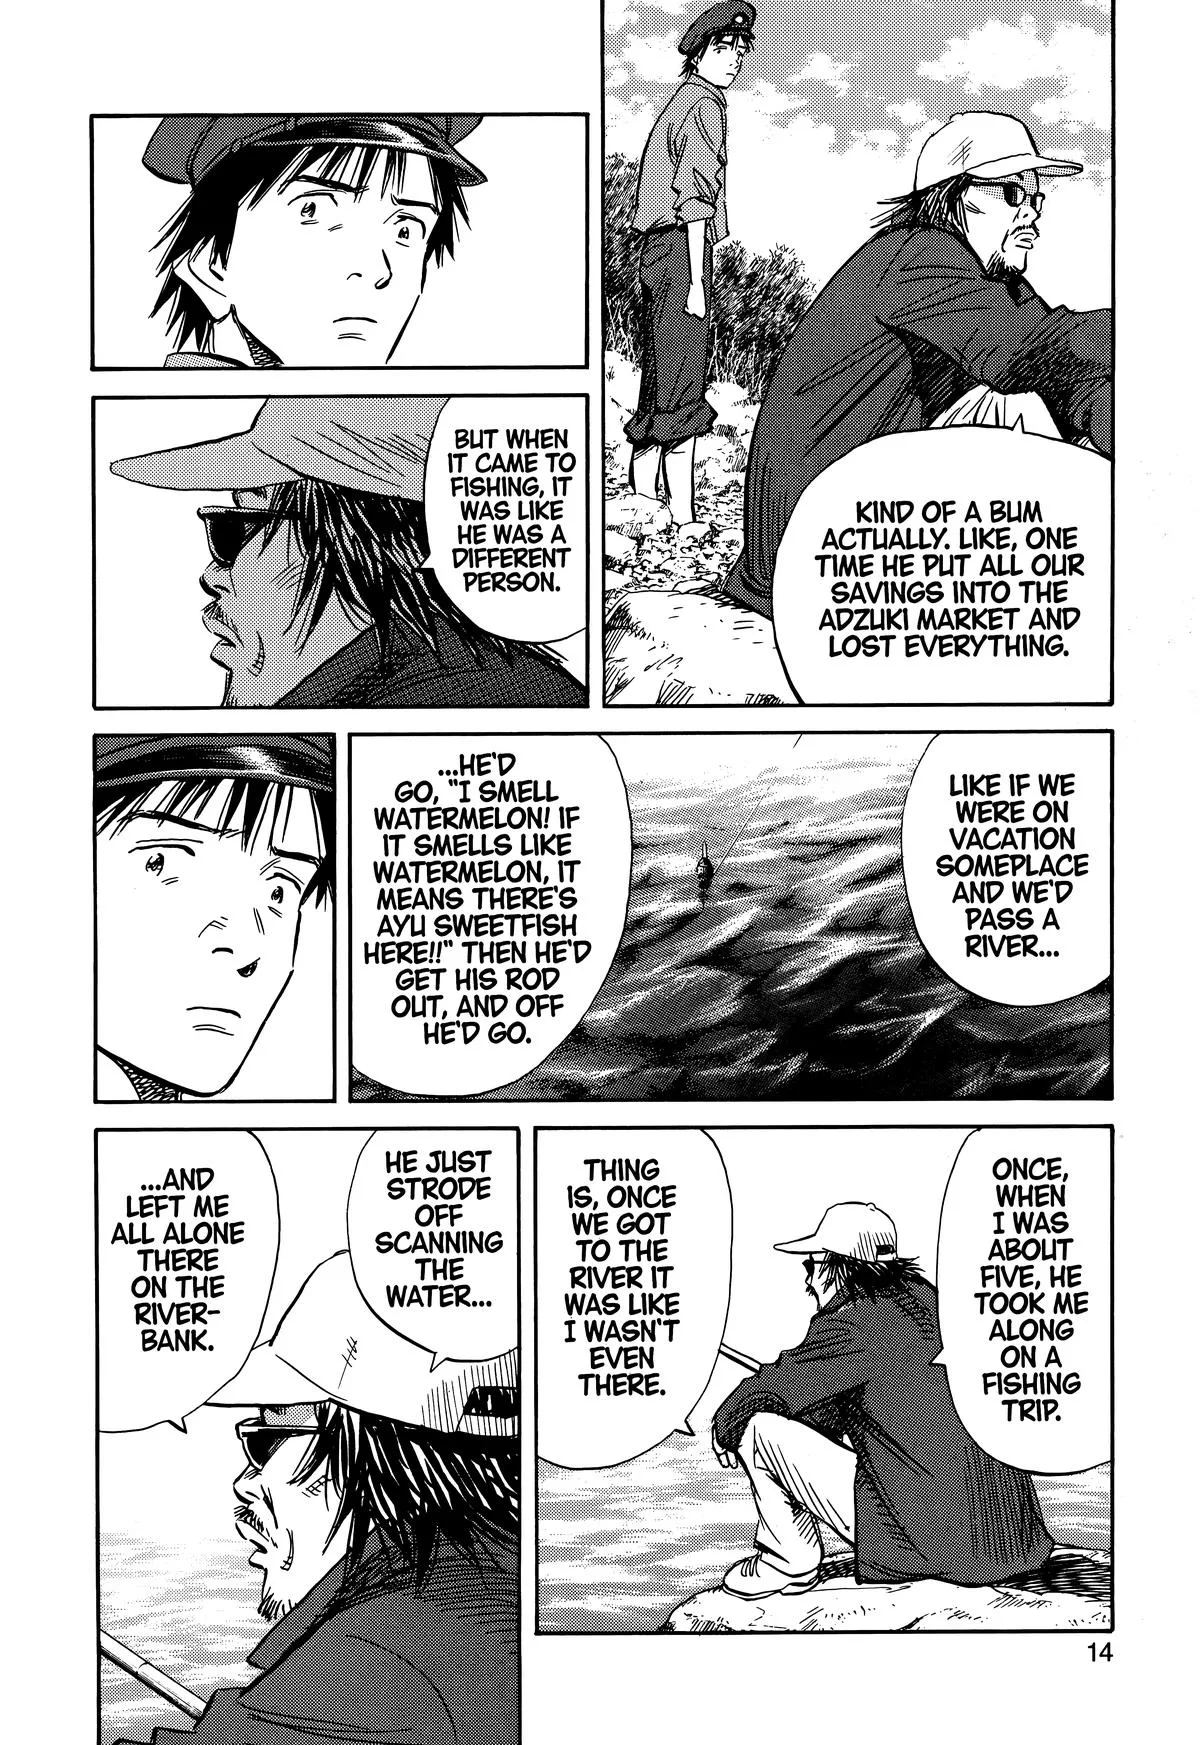 KIND OF A BUM
ACTUALLY. LIKE, ONE
TIME HE PUT ALL OUR
SAVINGS INTO THE
ADZUKI MARKET AND
LOST EVERYTHING.
BUT WHEN
IT CAME TO
FISHING, IT
WAS LIKE
HE WAS A
DIFFERENT
PERSON.
LIKE IF WE
WERE ON
VACATION
SOMEPLACE
AND WE'D
PASS A
RIVER...
...HE'D
GO, "I SMELL
WATERMELON! IF
IT SMELLS LIKE
WATERMELON, IT
MEANS THERE'S
AYU SWEETFISH
HERE!!" THEN HE'D
GET HIS ROD
OUT, AND OFF
HE'D GO.
ONCE,
WHEN
I WAS
ABOUT
FIVE, HE
TOOK ME
ALONG
ON A
FISHING
TRIP.
THING
IS, ONCE
WE GOT
TO THE
RIVER IT
WAS LIKE
I WASN'T
EVEN
THERE.
HE JUST
STRODE
OFF
SCANNING
THE
WATER...
...AND
LEFT ME
ALL ALONE
THERE
ON THE
RIVER-
BANK.
14